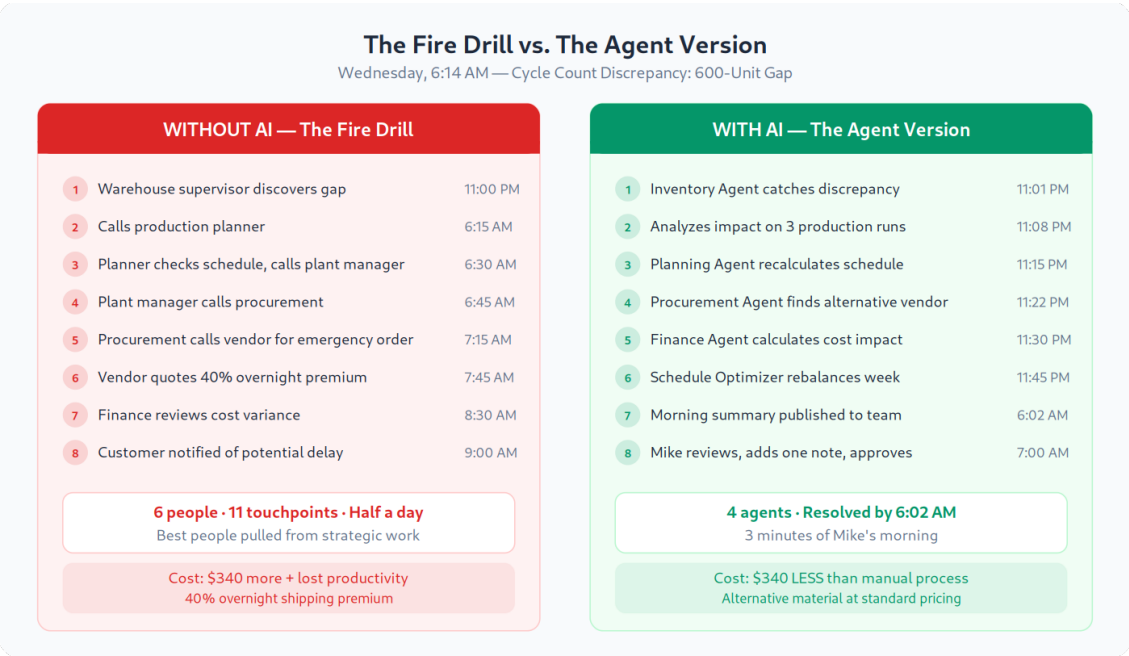 The Fire Drill vs. The Agent Version
Wednesday, 6:14 AM — Cycle Count Discrepancy: 600-Unit Gap
WITHOUT AI — The Fire Drill
1 Warehouse supervisor discovers gap 11:00 PM
2 Calls production planner 6:15 AM
3 Planner checks schedule, calls plant manager 6:30 AM
4 Plant manager calls procurement 6:45 AM
5 Procurement calls vendor for emergency order 7:15 AM
6 Vendor quotes 40% overnight premium 7:45 AM
7 Finance reviews cost variance 8:30 AM
8 Customer notified of potential delay 9:00 AM
6 people · 11 touchpoints · Half a day
Best people pulled from strategic work
Cost: $340 more + lost productivity
40% overnight shipping premium
WITH AI — The Agent Version
1 Inventory Agent catches discrepancy 11:01 PM
2 Analyzes impact on 3 production runs 11:08 PM
3 Planning Agent recalculates schedule 11:15 PM
4 Procurement Agent finds alternative vendor 11:22 PM
5 Finance Agent calculates cost impact 11:30 PM
6 Schedule Optimizer rebalances week 11:45 PM
7 Morning summary published to team 6:02 AM
8 Mike reviews, adds one note, approves 7:00 AM
4 agents · Resolved by 6:02 AM
3 minutes of Mike's morning
Cost: $340 LESS than manual process
Alternative material at standard pricing